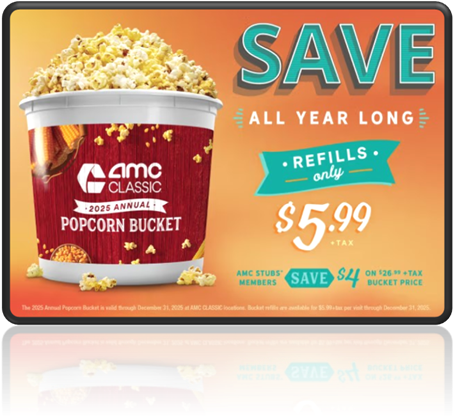 SAVE
ALL YEAR LONG
• REFILLS •
only
$5.99
+TAX
AMC STUBS® MEMBERS SAVE $4 ON $26.99 +TAX BUCKET PRICE
amc
CLASSIC
• 2025 ANNUAL •
POPCORN BUCKET
The 2025 Annual Popcorn Bucket is valid through December 31, 2025 at AMC CLASSIC locations. Bucket refills are available for $5.99+tax per visit through December 31, 2025.